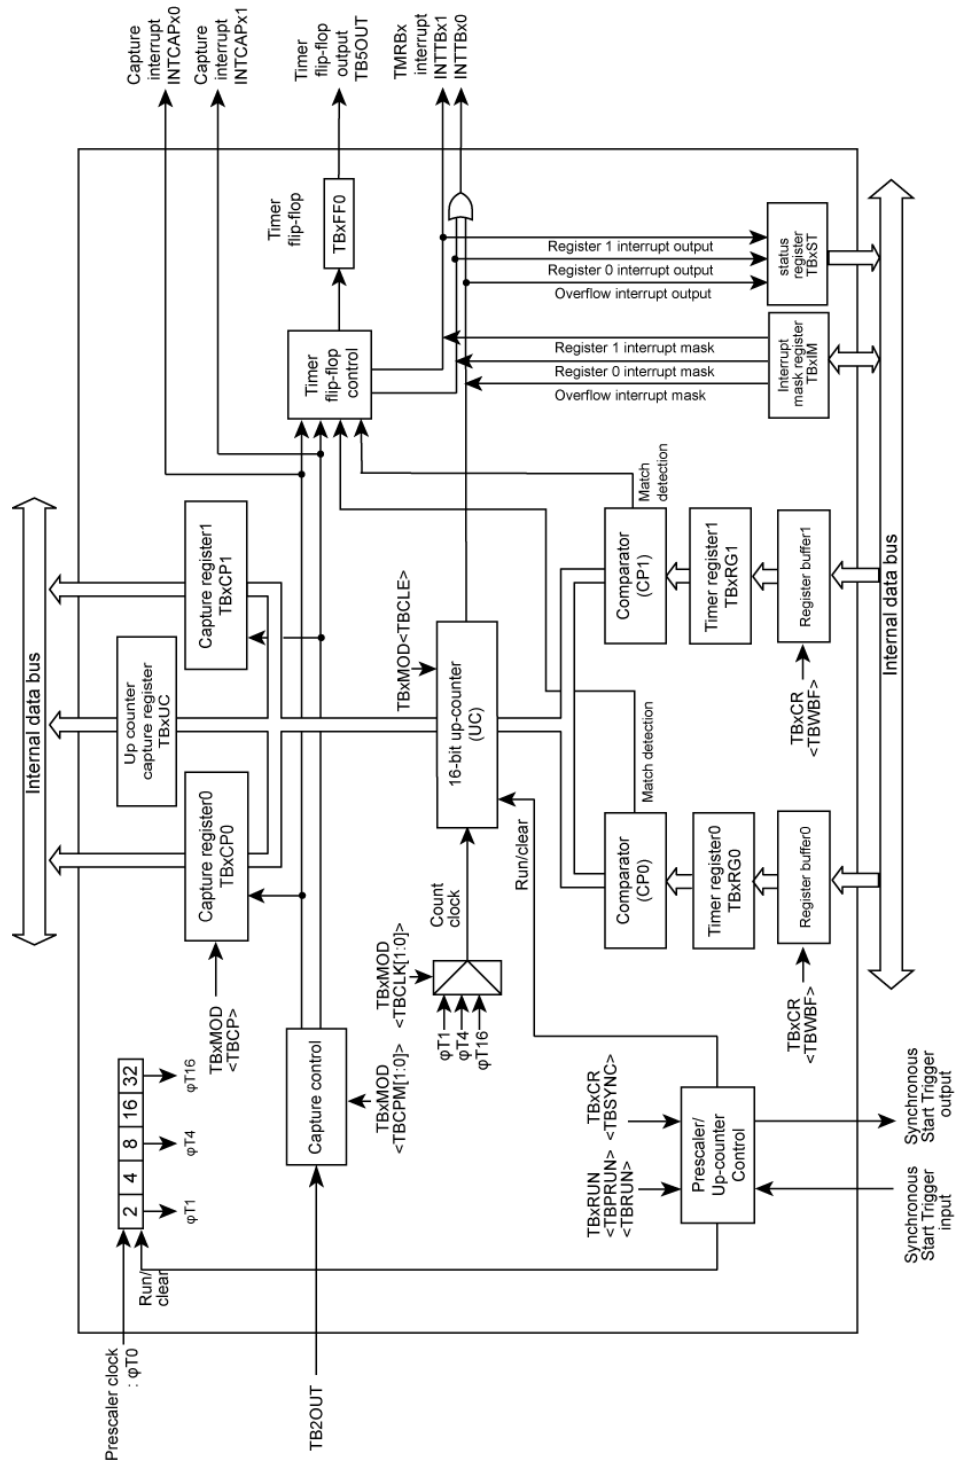 Prescaler clock
: φT0
Run/
clear
2
4
8
16
32
φT1
φT4
φT16
TB2OUT
Capture control
TBxMOD
<TBCPM[1:0]>
TBxMOD
<TBCP>
Internal data bus
Capture register0
TBxCP0
Up counter
capture register
TBxUC
Capture register1
TBxCP1
Capture
interrupt
INTCAPx0
Capture
interrupt
INTCAPx1
Timer
flip-flop
output
TB5OUT
TMRBx
interrupt
INTTBx1
INTTBx0
Timer
flip-flop
TBxFF0
Timer
flip-flop
control
TBxMOD
<TBCLK[1:0]>
φT1
φT4
φT16
Count
clock
16-bit up-counter
(UC)
TBxMOD<TBCLE>
Run/clear
TBxRUN
<TBPRUN>
<TBRUN>
TBxCR
<TBSYNC>
Prescaler/
Up-counter
Control
Synchronous
Start Trigger
input
Synchronous
Start Trigger
output
Match detection
Comparator
(CP0)
Timer register0
TBxRG0
Register buffer0
TBxCR
<TBWBF>
Match
detection
Comparator
(CP1)
Timer register1
TBxRG1
Register buffer1
TBxCR
<TBWBF>
Register 1 interrupt output
Register 0 interrupt output
Overflow interrupt output
Register 1 interrupt mask
Register 0 interrupt mask
Overflow interrupt mask
Interrupt
mask register
TBxIM
status
register
TBxST
Internal data bus